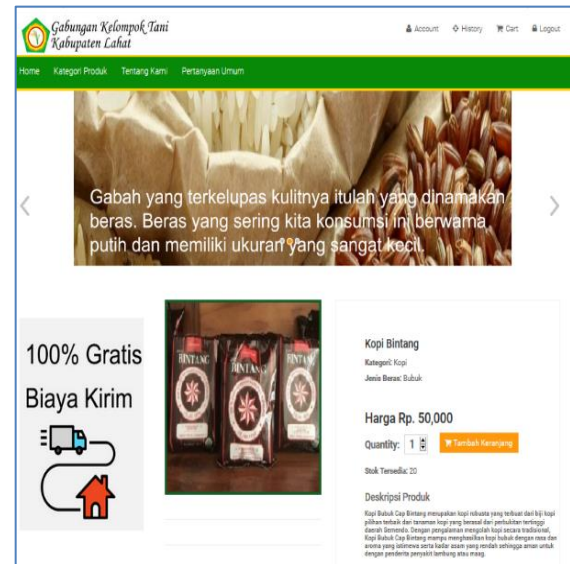 Gabungan Kelompok Tani
Kabupaten Lahat
Account History Cart Logout
Home Kategori Produk Tentang Kami Pertanyaan Umum
Gabah yang terkelupas kulitnya itulah yang dinamakan
beras. Beras yang sering kita konsumsi ini berwarna
putih dan memiliki ukuran yang sangat kecil.
100% Gratis
Biaya Kirim
BINTANG
BINTANG
BINTANG
Kopi Bintang
Kategori: Kopi
Jenis Beras: Bubuk
Harga Rp. 50,000
Quantity: 1 Tambah Keranjang
Stok Tersedia: 20
Deskripsi Produk
Kopi Bubuk Cap Bintang merupakan kopi robusta yang terbuat dari biji kopi
pilihan terbaik dan tanaman kopi yang berasal dari perbukitan tertinggi
daerah Semendo. Dengan pengalaman mengolah kopi secara tradisional,
Kopi Bubuk Cap Bintang mampu menghasilkan kopi bubuk dengan rasa dan
aroma yang istimewa serta kadar asam yang rendah sehingga aman untuk
dengan penderita penyakit lambung atau maag.